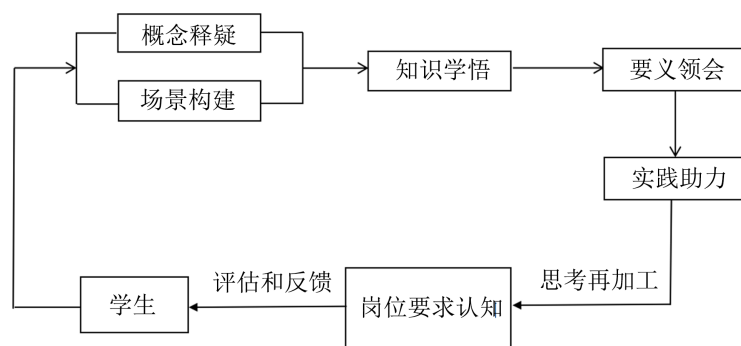 概念释疑
场景构建
知识学悟
要义领会
实践助力
思考再加工
岗位要求认知
评估和反馈
学生